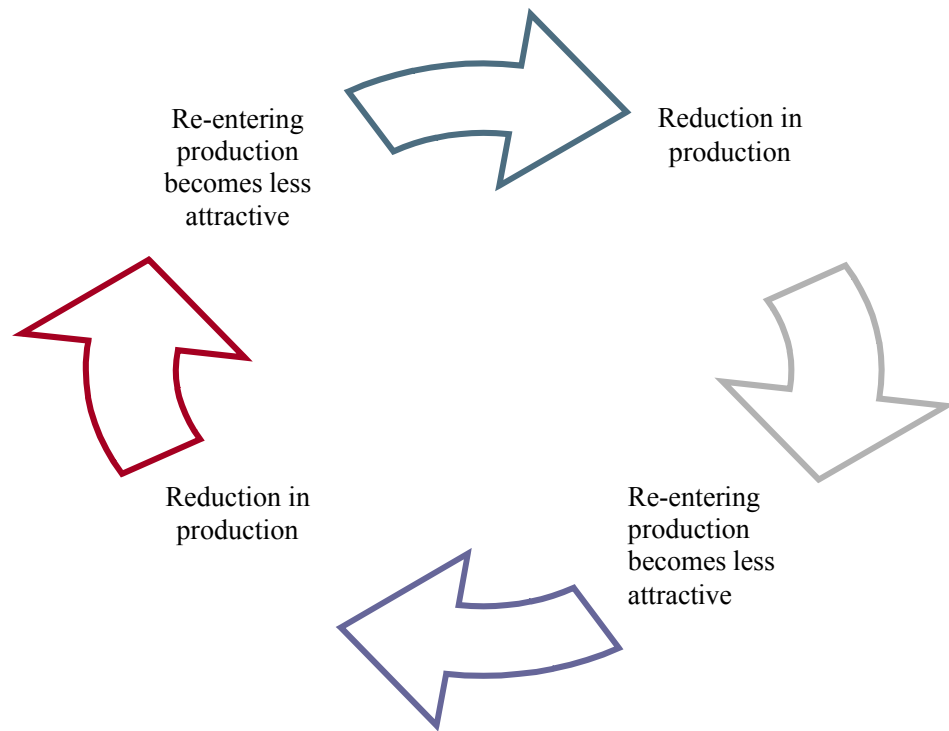 Re-entering
production
becomes less
attractive
Reduction in
production
Re-entering
production
becomes less
attractive
Reduction in
production